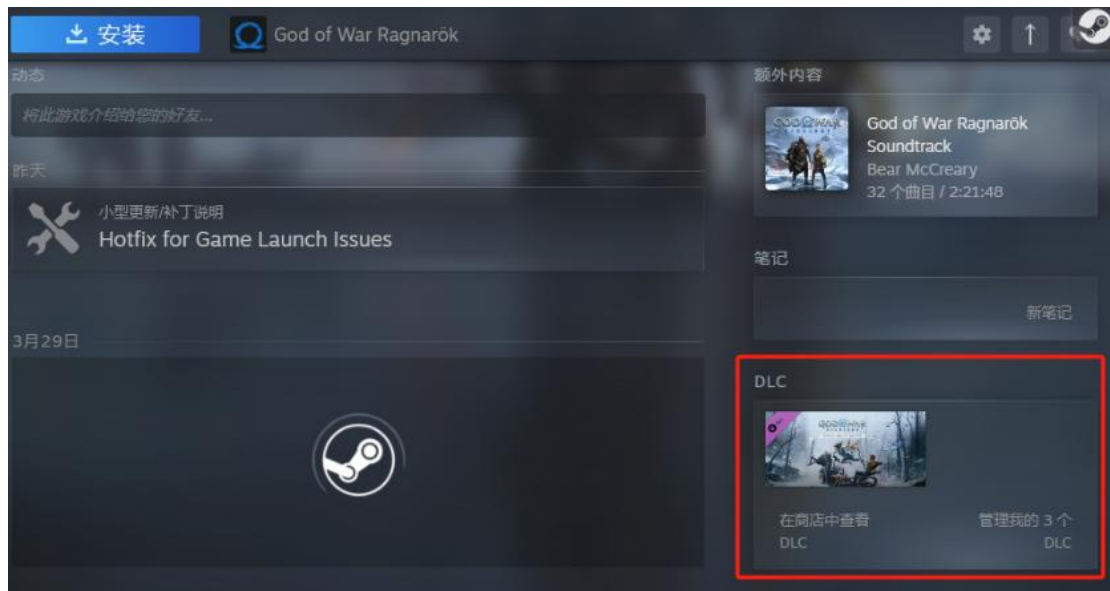 安装
God of War Ragnarök
动态
将此游戏介绍给您的好友...
昨天
小型更新/补丁说明
Hotfix for Game Launch Issues
3月29日
额外内容
GOD OF WAR
God of War Ragnarök
Soundtrack
Bear McCreary
32 个曲目 / 2:21:48
笔记
新笔记
DLC
在商店中查看
DLC
管理我的 3 个
DLC